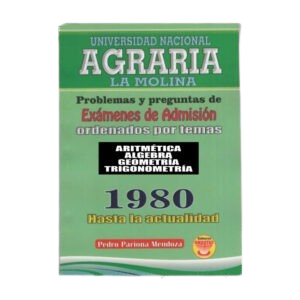 UNIVERSIDAD NACIONAL
AGRARIA
LA MOLINA
Problemas y preguntas de
Exámenes de Admisión
ordenados por temas
ARITMÉTICA
ALGEBRA
GEOMETRÍA
TRIGONOMETRÍA
1980
Hasta la actualidad
Pedro Pariona Mendoza